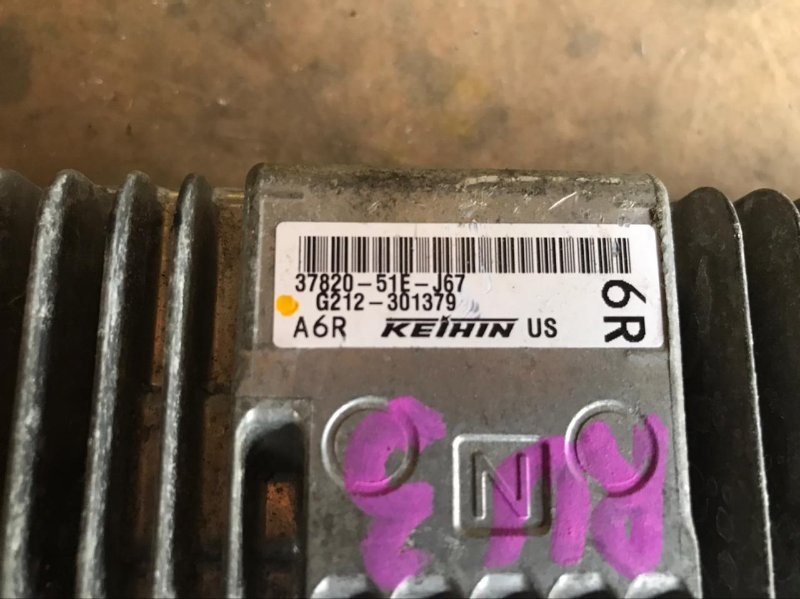 37820-51E-J67
G212-301379
A6R KEIHIN US
6R
N